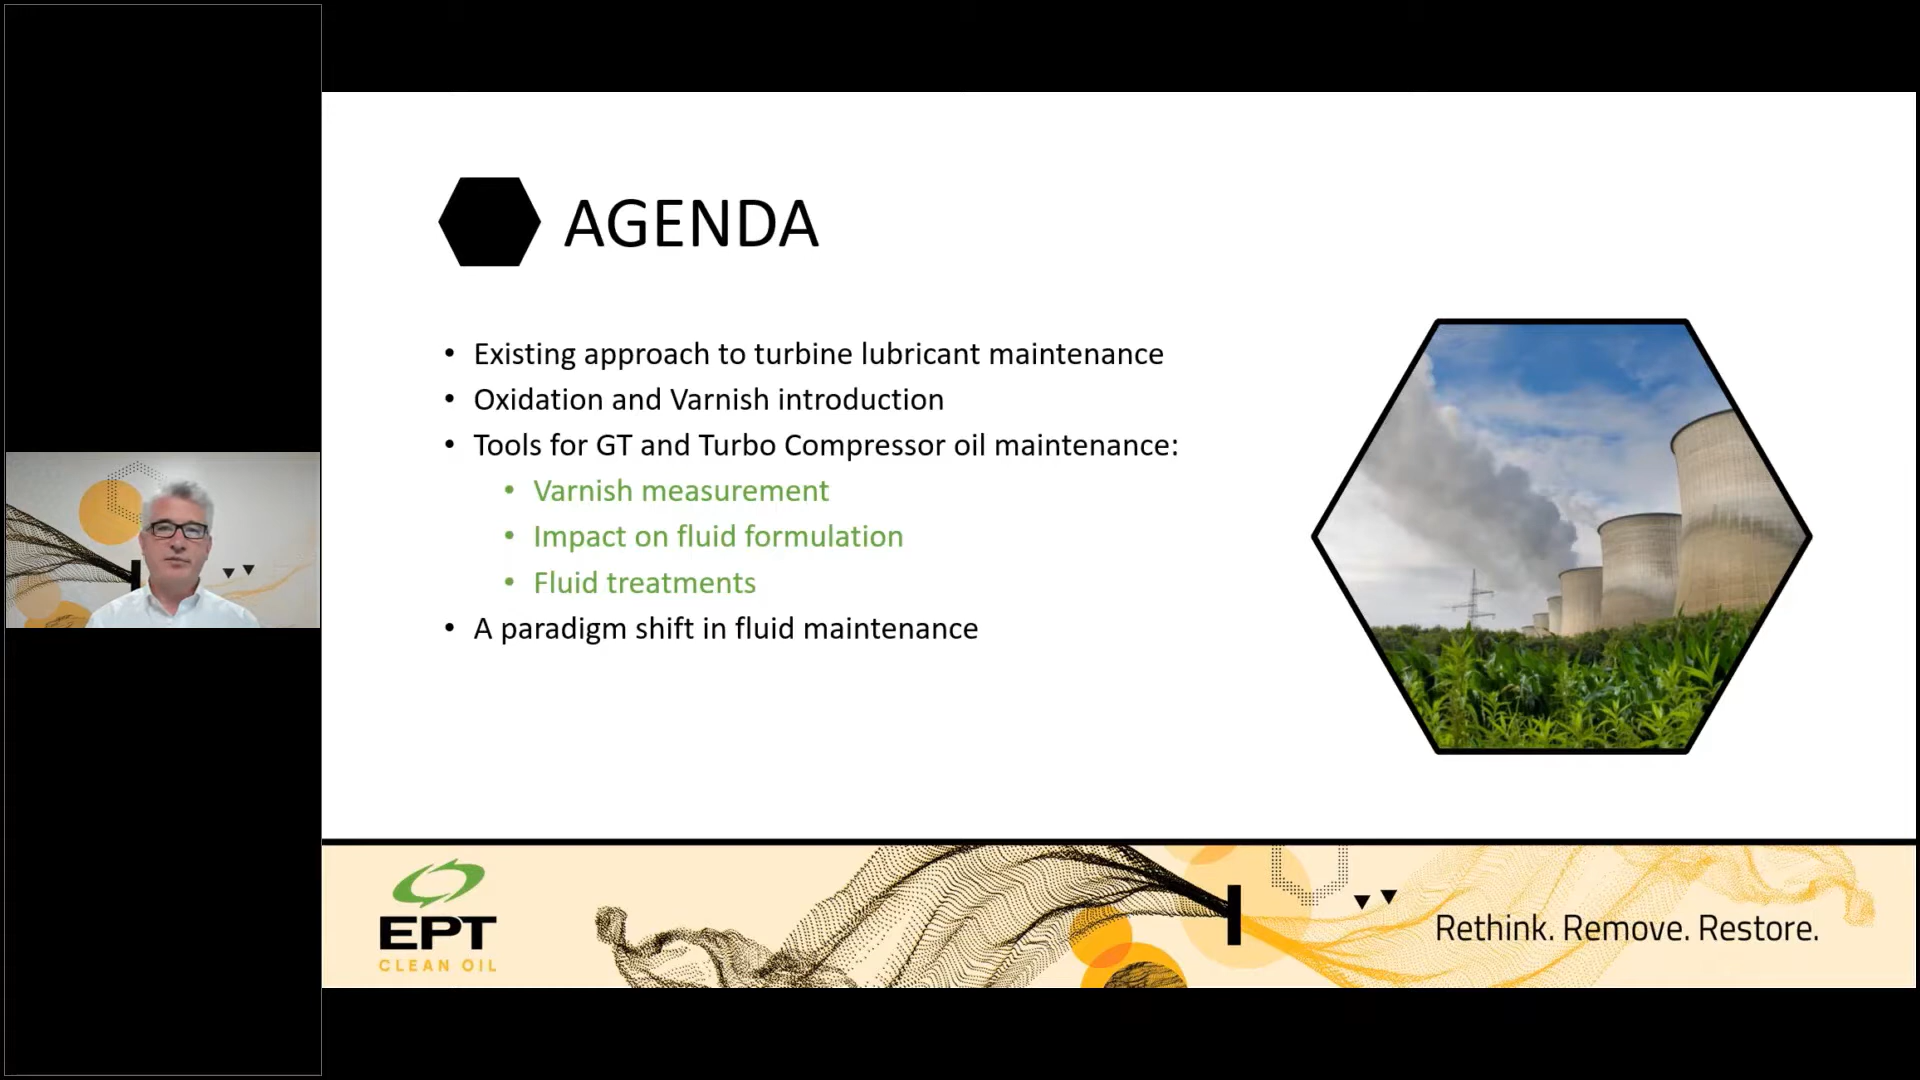 AGENDA
• Existing approach to turbine lubricant maintenance
• Oxidation and Varnish introduction
• Tools for GT and Turbo Compressor oil maintenance:
• Varnish measurement
• Impact on fluid formulation
• Fluid treatments
• A paradigm shift in fluid maintenance
EPT
CLEAN OIL
Rethink. Remove. Restore.